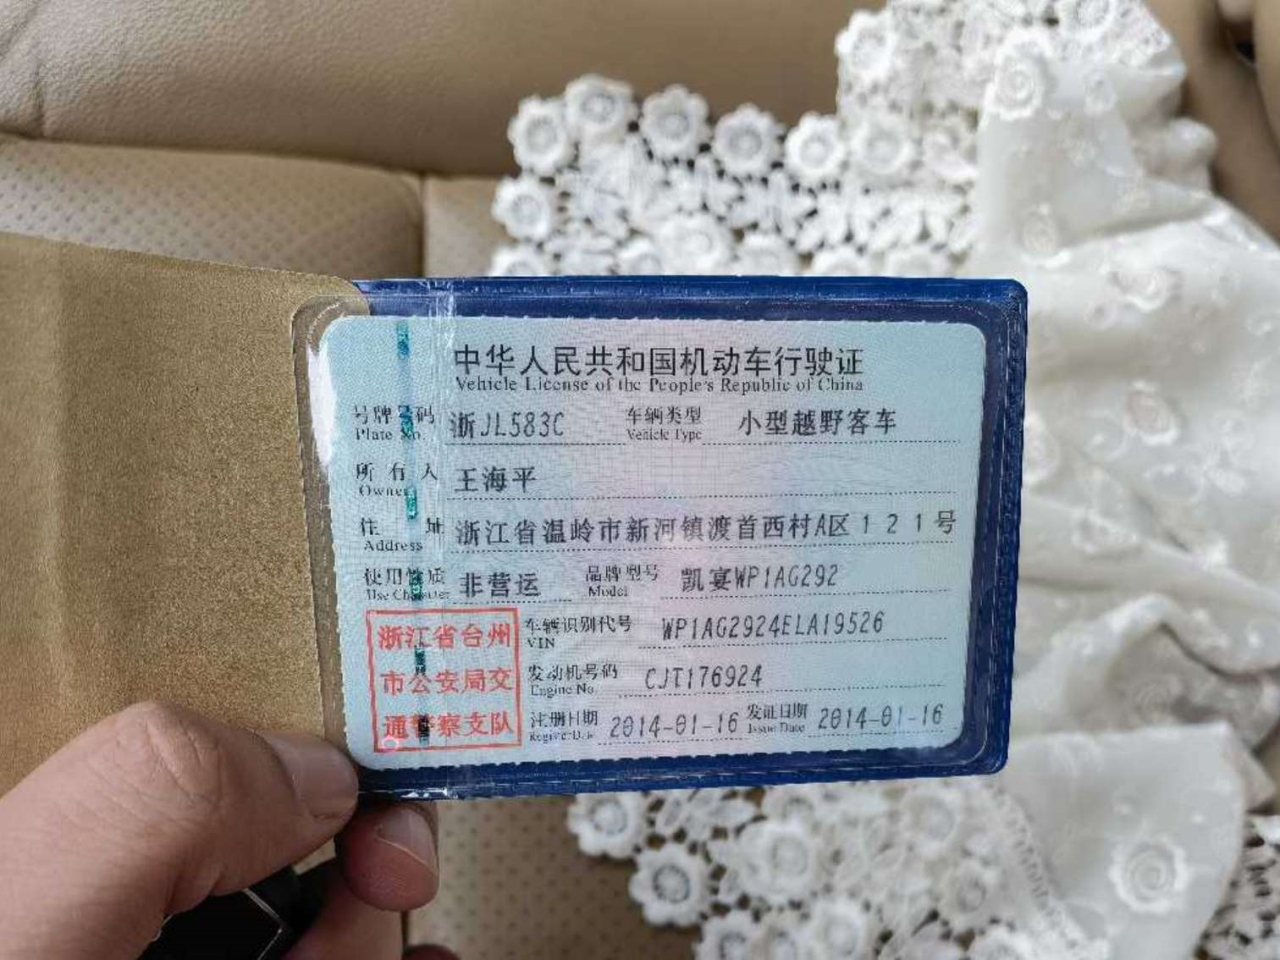 中华人民共和国机动车行驶证
Vehicle License of the People's Republic of China
号牌号码 浙JL583C 车辆类型 小型越野客车
Plate No. Vehicle Type
所有人 王海平
Owner
住址 浙江省温岭市新河镇渡首西村A区121号
Address
使用性质 非营运 品牌型号 凯宴WP1AG292
Use Character Model
浙江省台州 车辆识别代号 WP1AG2924ELA19526
VIN
市公安局交 发动机号码 CJT176924
Engine No.
通警察支队 注册日期 2014-01-16 发证日期 2014-01-16
Register Date Issue Date